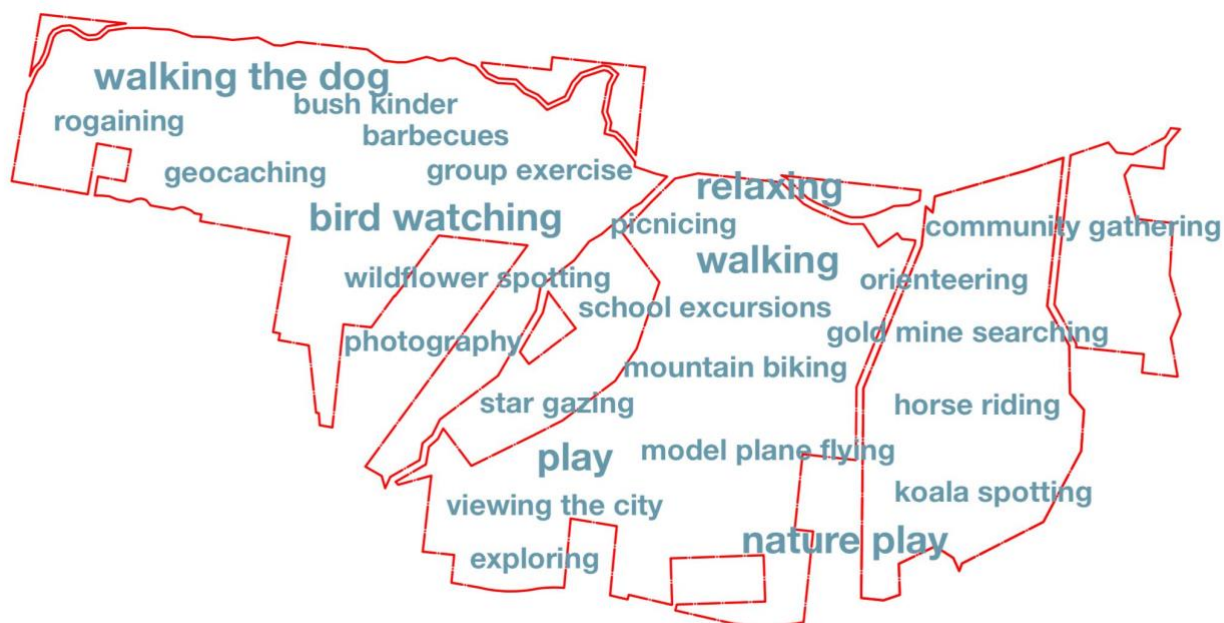 walking the dog
bush kinder
rogaining
barbecues
geocaching
group exercise
relaxing
bird watching
picnicing
community gathering
walking
wildflower spotting
orienteering
school excursions
gold mine searching
photography
mountain biking
star gazing
horse riding
play
model plane flying
koala spotting
viewing the city
nature play
exploring